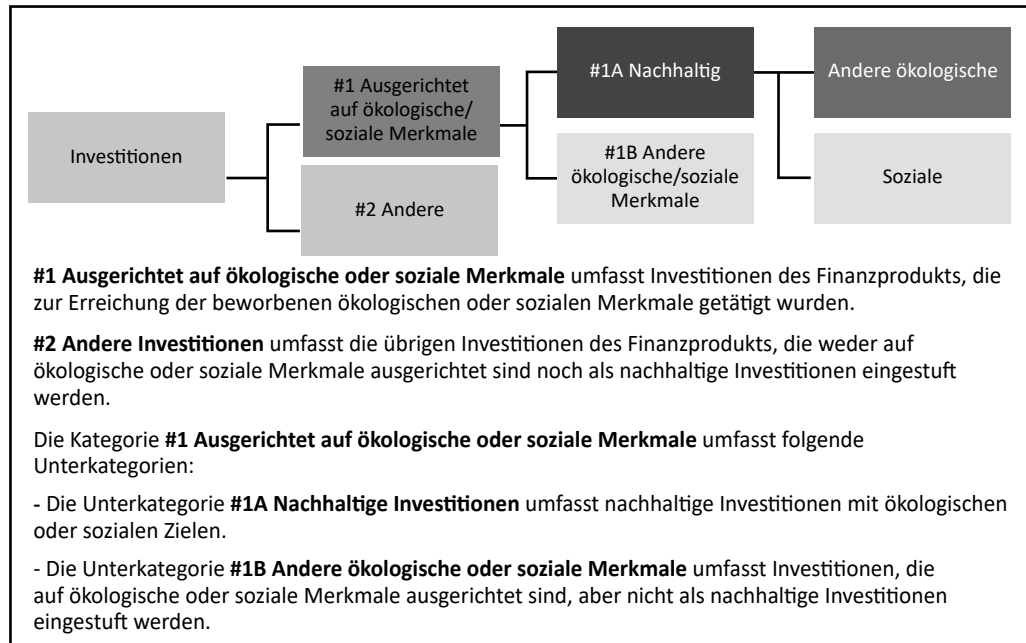 Investitionen
#1 Ausgerichtet
auf ökologische/
soziale Merkmale
#2 Andere
#1A Nachhaltig
#1B Andere
ökologische/soziale
Merkmale
Andere ökologische
Soziale
#1 Ausgerichtet auf ökologische oder soziale Merkmale umfasst Investitionen des Finanzprodukts, die
zur Erreichung der beworbenen ökologischen oder sozialen Merkmale getätigt wurden.
#2 Andere Investitionen umfasst die übrigen Investitionen des Finanzprodukts, die weder auf
ökologische oder soziale Merkmale ausgerichtet sind noch als nachhaltige Investitionen eingestuft
werden.
Die Kategorie #1 Ausgerichtet auf ökologische oder soziale Merkmale umfasst folgende
Unterkategorien:
- Die Unterkategorie #1A Nachhaltige Investitionen umfasst nachhaltige Investitionen mit ökologischen
oder sozialen Zielen.
- Die Unterkategorie #1B Andere ökologische oder soziale Merkmale umfasst Investitionen, die
auf ökologische oder soziale Merkmale ausgerichtet sind, aber nicht als nachhaltige Investitionen
eingestuft werden.